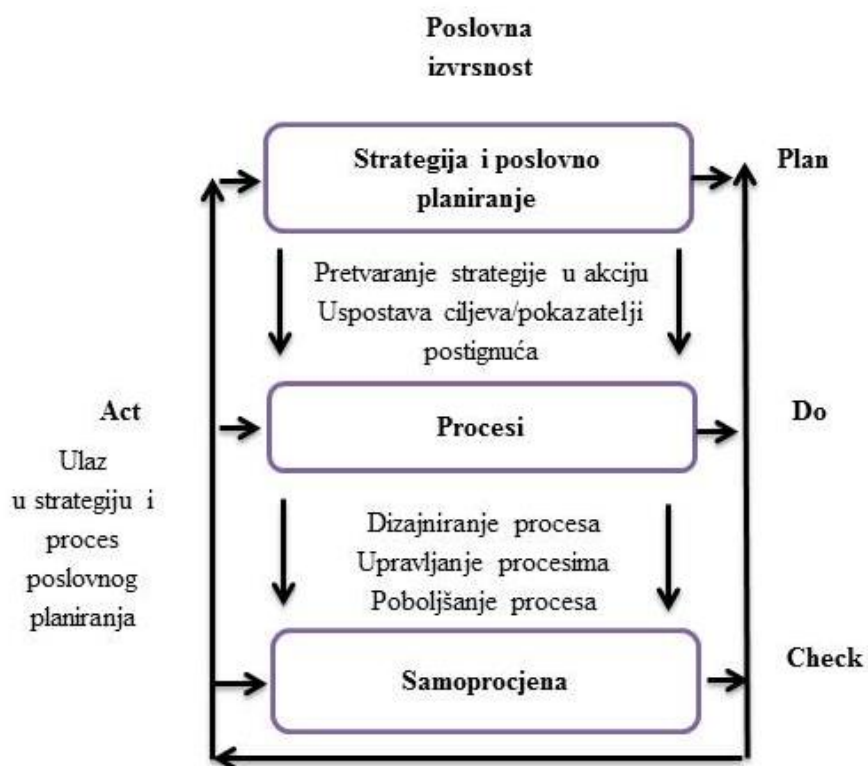 Poslovna
izvrsnost
Strategija i poslovno
planiranje
Plan
Pretvaranje strategije u akciju
Uspostava ciljeva/pokazatelji
postignuća
Act
Procesi
Do
Ulaz
u strategiju i
proces
poslovnog
planiranja
Dizajniranje procesa
Upravljanje procesima
Poboljšanje procesa
Samoprocjena
Check